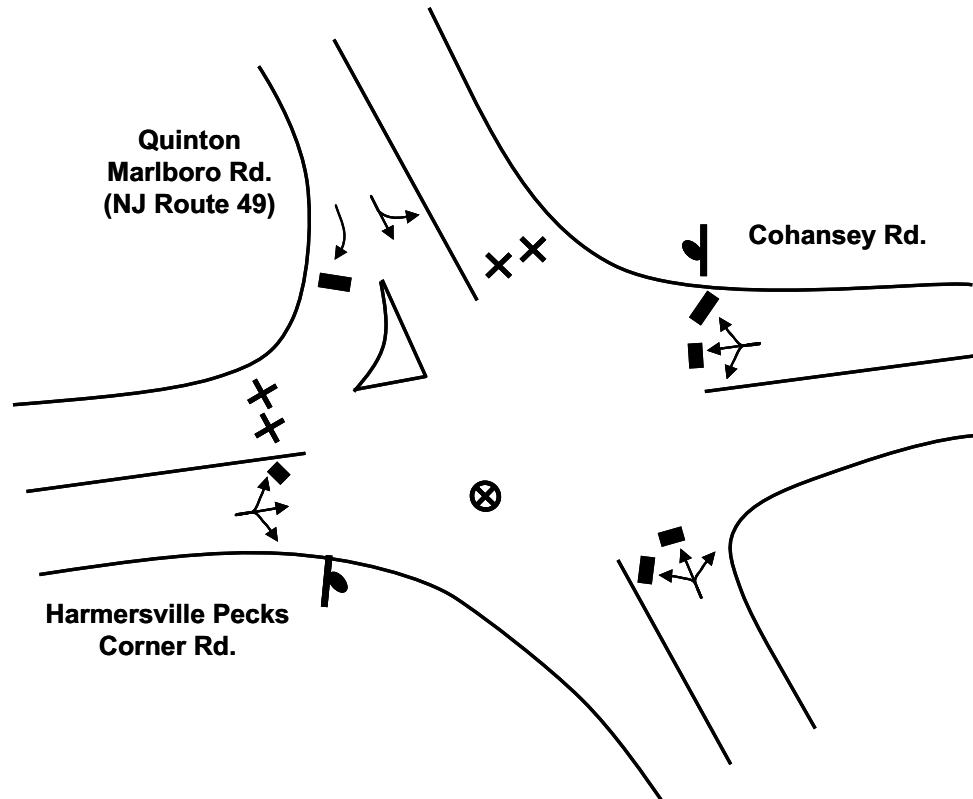 Quinton
Marlboro Rd.
(NJ Route 49)
Cohansey Rd.
Harmersville Pecks
Corner Rd.